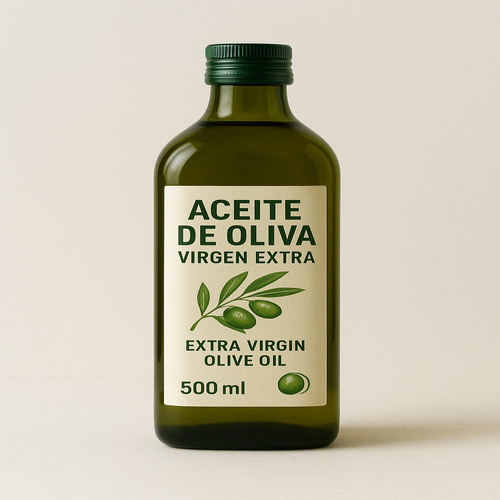 ACEITE
DE OLIVA
VIRGEN EXTRA
EXTRA VIRGIN
OLIVE OIL
500 ml